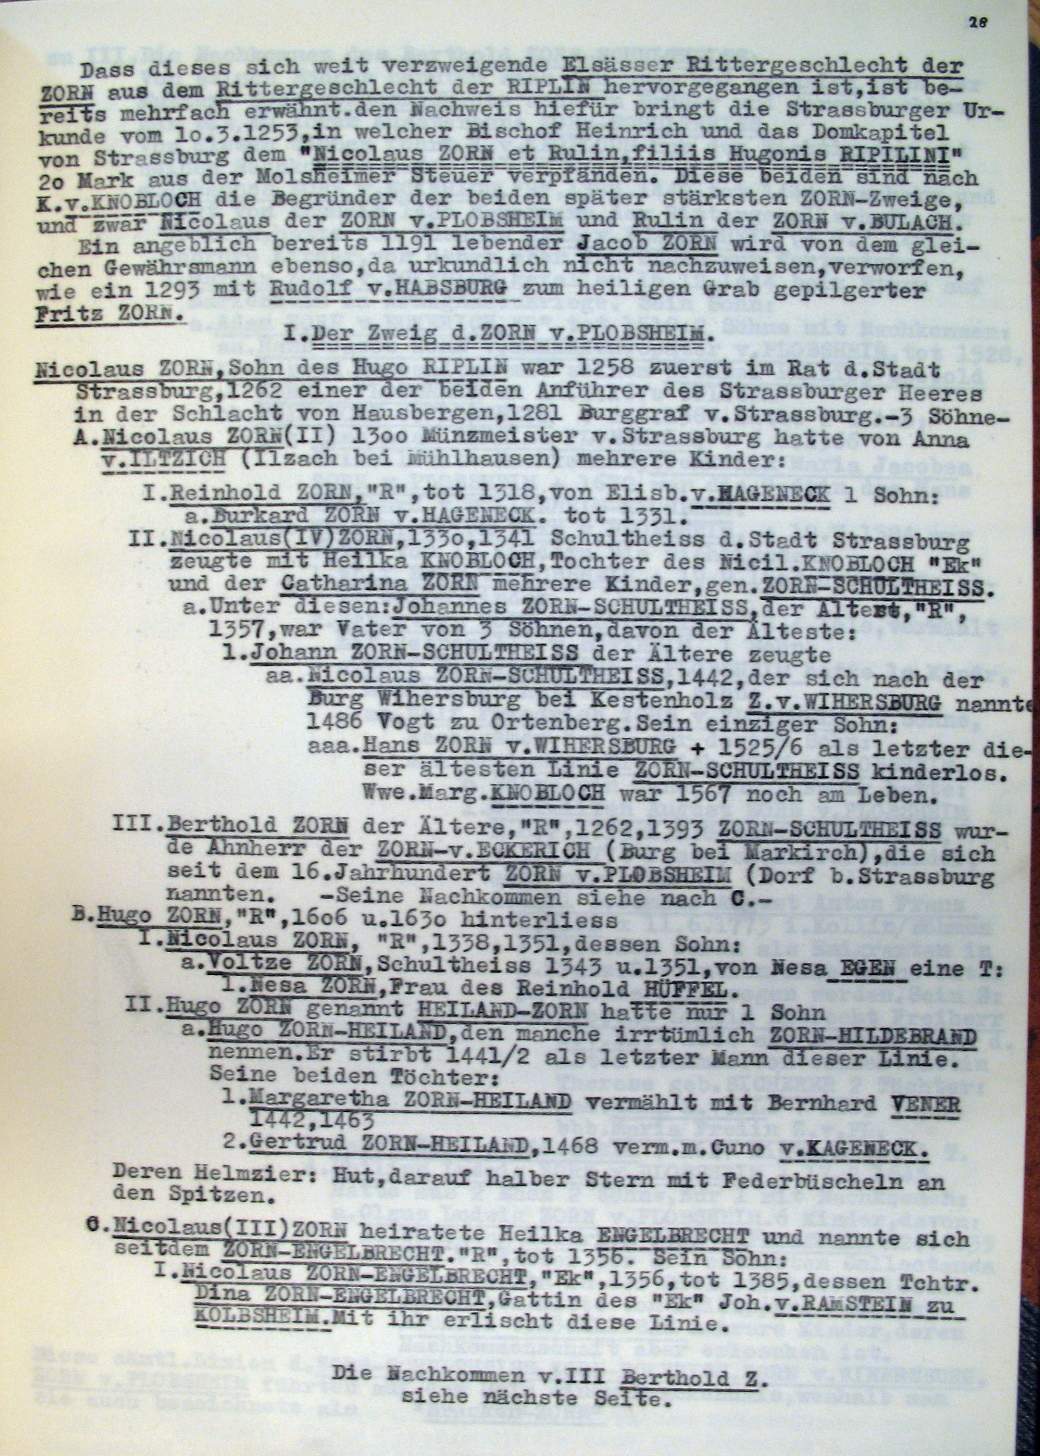 28
Dass dieses sich weit verzweigende Elsässer Rittergeschlecht der
ZORN aus dem Rittergeschlecht der RIPLIN hervorgegangen ist,ist be-
reits mehrfach erwähnt.den Nachweis hiefür bringt die Strassburger Ur-
kunde vom 1o.3.1253,in welcher Bischof Heinrich und das Domkapitel
von Strassburg dem "Nicolaus ZORN et Rulin,filiis Hugonis RIPILINI"
2o Mark aus der Molsheimer Steuer verpfänden. Diese beiden sind nach
K.v.KNOBLOCH die Begründer der beiden später stärksten ZORN-Zweige,
und zwar Nicolaus der ZORN v.PLOBSHEIM und Rulin der ZORN v.BULACH.
Ein angeblich bereits 1191 lebender Jacob ZORN wird von dem glei-
chen Gewährsmann ebenso,da urkundlich nicht nachzuweisen,verworfen,
wie ein 1293 mit Rudolf v.HABSBURG zum heiligen Grab gepilgerter
Fritz ZORN.
I.Der Zweig d.ZORN v.PLOBSHEIM.
Nicolaus ZORN,Sohn des Hugo RIPLIN war 1258 zuerst im Rat d.Stadt
Strassburg,1262 einer der beiden Anführer des Strassburger Heeres
in der Schlacht von Hausbergen,1281 Burggraf v.Strassburg.-3 Söhne-
A.Nicolaus ZORN(II) 13oo Münzmeister v.Strassburg hatte von Anna
v.ILTZICH (Ilzach bei Mühlhausen) mehrere Kinder:
I.Reinhold ZORN,"R",tot 1318,von Elisb.v.HAGENECK 1 Sohn:
a.Burkard ZORN v.HAGENECK. tot 1331.
II.Nicolaus(IV)ZORN,133o,1341 Schultheiss d.Stadt Strassburg
zeugte mit Heilka KNOBLOCH,Tochter des Nicil.KNOBLOCH "Ek"
und der Catharina ZORN mehrere Kinder,gen.ZORN-SCHULTHEISS.
a.Unter diesen:Johannes ZORN-SCHULTHEISS,der Ältest,"R",
1357,war Vater von 3 Söhnen,davon der Älteste:
1.Johann ZORN-SCHULTHEISS der Ältere zeugte
aa.Nicolaus ZORN-SCHULTHEISS,1442,der sich nach der
Burg Wihersburg bei Kestenholz Z.v.WIHERSBURG nannte
1486 Vogt zu Ortenberg.Sein einziger Sohn:
aaa.Hans ZORN v.WIHERSBURG + 1525/6 als letzter die-
ser ältesten Linie ZORN-SCHULTHEISS kinderlos.
Wwe.Marg.KNOBLOCH war 1567 noch am Leben.
III.Berthold ZORN der Ältere,"R",1262,1393 ZORN-SCHULTHEISS wur-
de Ahnherr der ZORN-v.ECKERICH (Burg bei Markirch),die sich
seit dem 16.Jahrhundert ZORN v.PLOBSHEIM (Dorf b.Strassburg
nannten. -Seine Nachkommen siehe nach C.-
B.Hugo ZORN,"R",16o6 u.163o hinterliess
I.Nicolaus ZORN, "R",1338,1351,dessen Sohn:
a.Voltze ZORN,Schultheiss 1343 u.1351,von Nesa EGEN eine T:
1.Nesa ZORN,Frau des Reinhold HÜFFEL.
II.Hugo ZORN genannt HEILAND-ZORN hatte nur 1 Sohn
a.Hugo ZORN-HEILAND,den manche irrtümlich ZORN-HILDEBRAND
nennen.Er stirbt 1441/2 als letzter Mann dieser Linie.
Seine beiden Töchter:
1.Margaretha ZORN-HEILAND vermählt mit Bernhard VENER
1442,1463
2.Gertrud ZORN-HEILAND,1468 verm.m.Cuno v.KAGENECK.
Deren Helmzier: Hut,darauf halber Stern mit Federbüscheln an
den Spitzen.
C.Nicolaus(III)ZORN heiratete Heilka ENGELBRECHT und nannte sich
seitdem ZORN-ENGELBRECHT."R",tot 1356. Sein Sohn:
I.Nicolaus ZORN-ENGELBRECHT,"Ek",1356,tot 1385,dessen Tchtr.
Dina ZORN-ENGELBRECHT,Gattin des "Ek" Joh.v.RAMSTEIN zu
KOLBSHEIM.Mit ihr erlischt diese Linie.
Die Nachkommen v.III Berthold Z.
siehe nächste Seite.